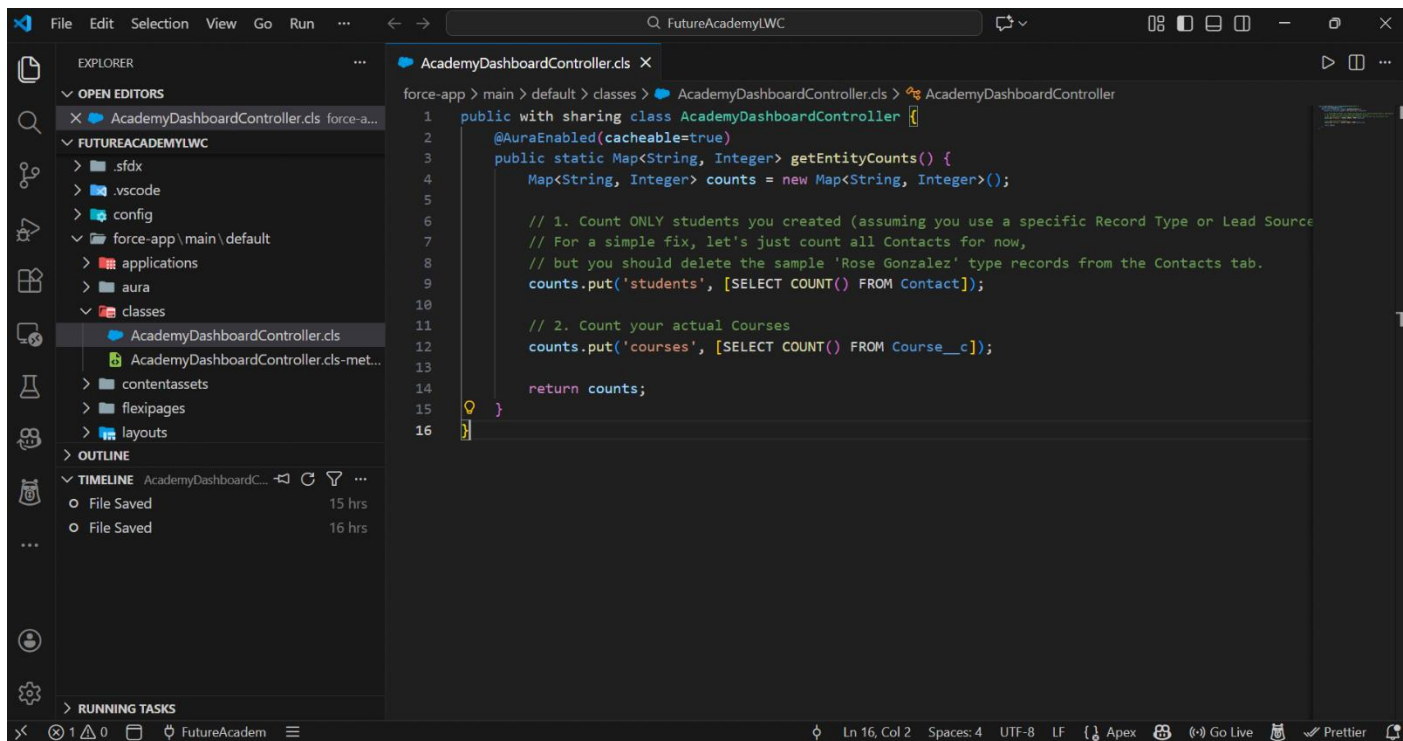 File Edit Selection View Go Run ... FutureAcademyLWC
EXPLORER ...
OPEN EDITORS
AcademyDashboardController.cls force-a...
FUTUREACADEMYLWC
.sfdx
.vscode
config
force-app\main\default
applications
aura
classes
AcademyDashboardController.cls
AcademyDashboardController.cls-met...
contentassets
flexipages
layouts
OUTLINE
TIMELINE AcademyDashboardC... ...
File Saved 15 hrs
File Saved 16 hrs
RUNNING TASKS
AcademyDashboardController.cls
force-app > main > default > classes > AcademyDashboardController.cls > AcademyDashboardController
1 public with sharing class AcademyDashboardController {
2 @AuraEnabled(cacheable=true)
3 public static Map<String, Integer> getEntityCounts() {
4 Map<String, Integer> counts = new Map<String, Integer>();
5
6 // 1. Count ONLY students you created (assuming you use a specific Record Type or Lead Source
7 // For a simple fix, let's just count all Contacts for now,
8 // but you should delete the sample 'Rose Gonzalez' type records from the Contacts tab.
9 counts.put('students', [SELECT COUNT() FROM Contact]);
10
11 // 2. Count your actual Courses
12 counts.put('courses', [SELECT COUNT() FROM Course__c]);
13
14 return counts;
15 }
16 }
1 0 FutureAcadem Ln 16, Col 2 Spaces: 4 UTF-8 LF Apex Go Live Prettier